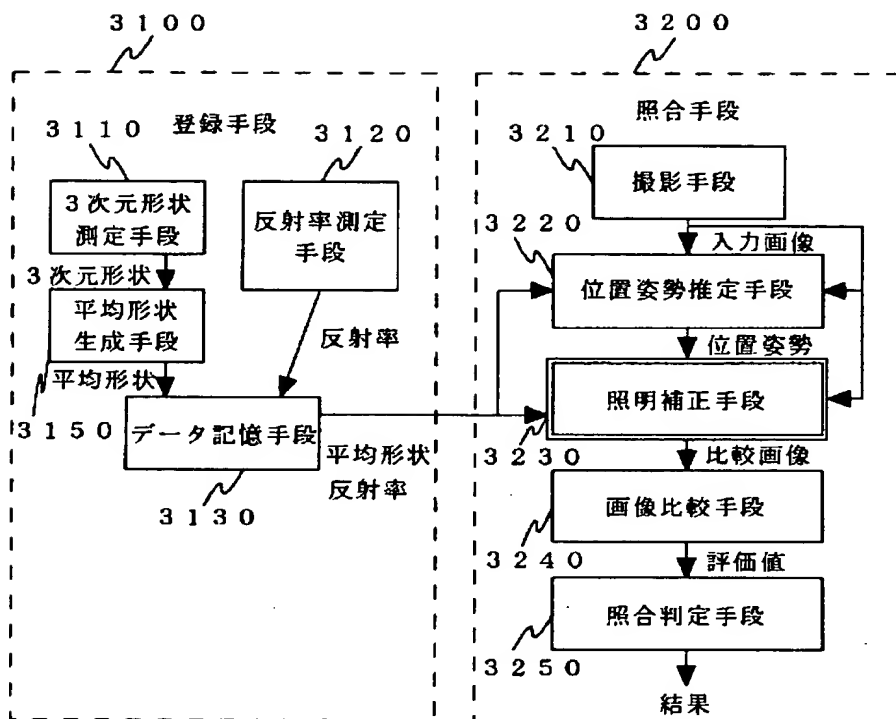 3100
登録手段
3110
3120
3次元形状
測定手段
反射率測定
手段
3次元形状
平均形状
生成手段
反射率
平均形状
3150
データ記憶手段
平均形状
反射率
3130
3200
照合手段
3210
撮影手段
3220
入力画像
位置姿勢推定手段
位置姿勢
照明補正手段
3230
比較画像
画像比較手段
3240
評価値
照合判定手段
3250
結果